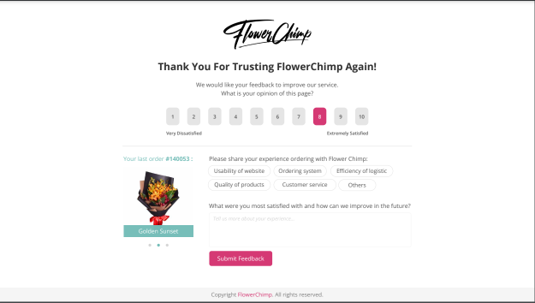 FlowerChimp
Thank You For Trusting FlowerChimp Again!
We would like your feedback to improve our service.
What is your opinion of this page?
1 2 3 4 5 6 7 8 9 10
Very Dissatisfied Extremely Satisfied
Your last order #140053 :
Golden Sunset
Please share your experience ordering with Flower Chimp:
Usability of website Ordering system Efficiency of logistic
Quality of products Customer service Others
What were you most satisfied with and how can we improve in the future?
Tell us more about your experience...
Submit Feedback
Copyright FlowerChimp. All rights reserved.